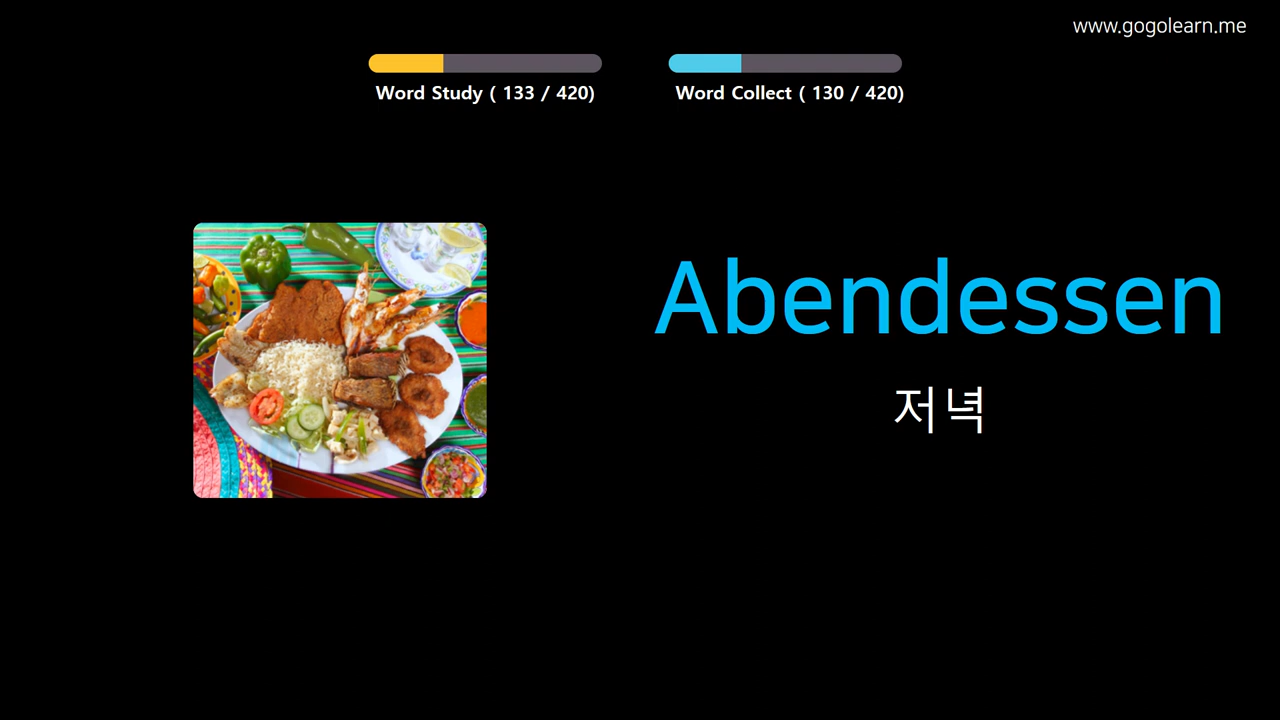 www.gogolearn.me
Word Study ( 133 / 420)
Word Collect ( 130 / 420)
Abendessen
저녁